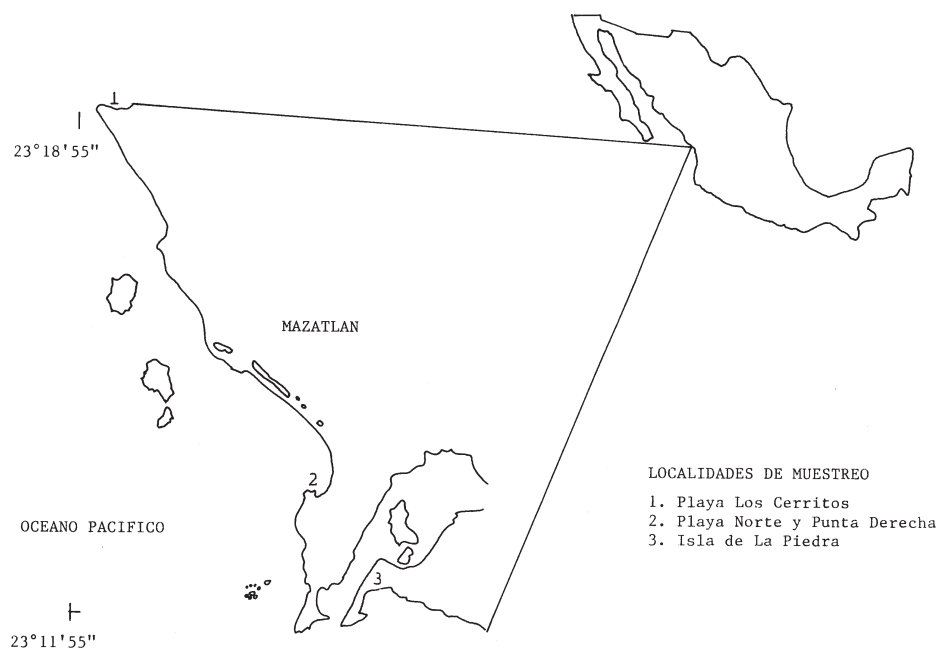 1
23°18'55"
MAZATLAN
2
OCEANO PACIFICO
3
23°11'55"
LOCALIDADES DE MUESTREO
1. Playa Los Cerritos
2. Playa Norte y Punta Derecha
3. Isla de La Piedra